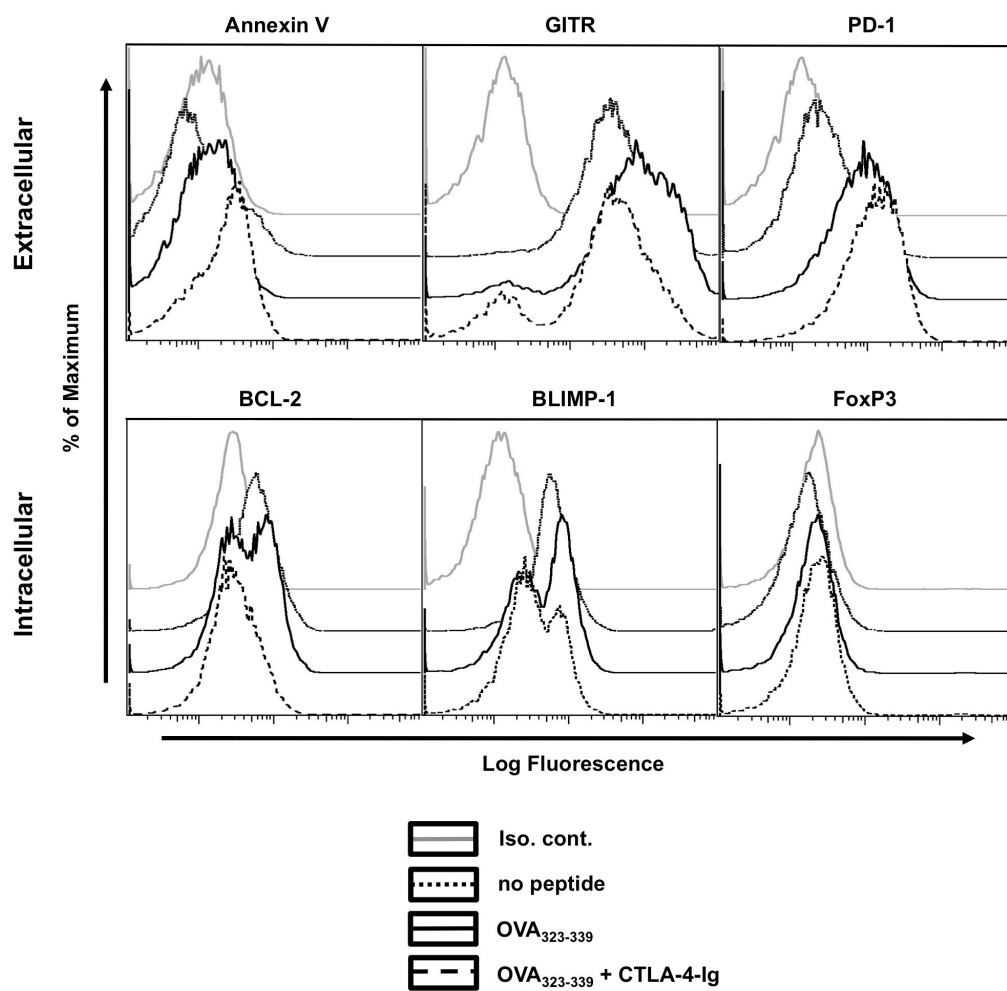 Annexin V GITR PD-1
Extracellular
% of Maximum
BCL-2 BLIMP-1 FoxP3
Intracellular
Log Fluorescence
Iso. cont.
no peptide
OVA323-339
OVA323-339 + CTLA-4-Ig